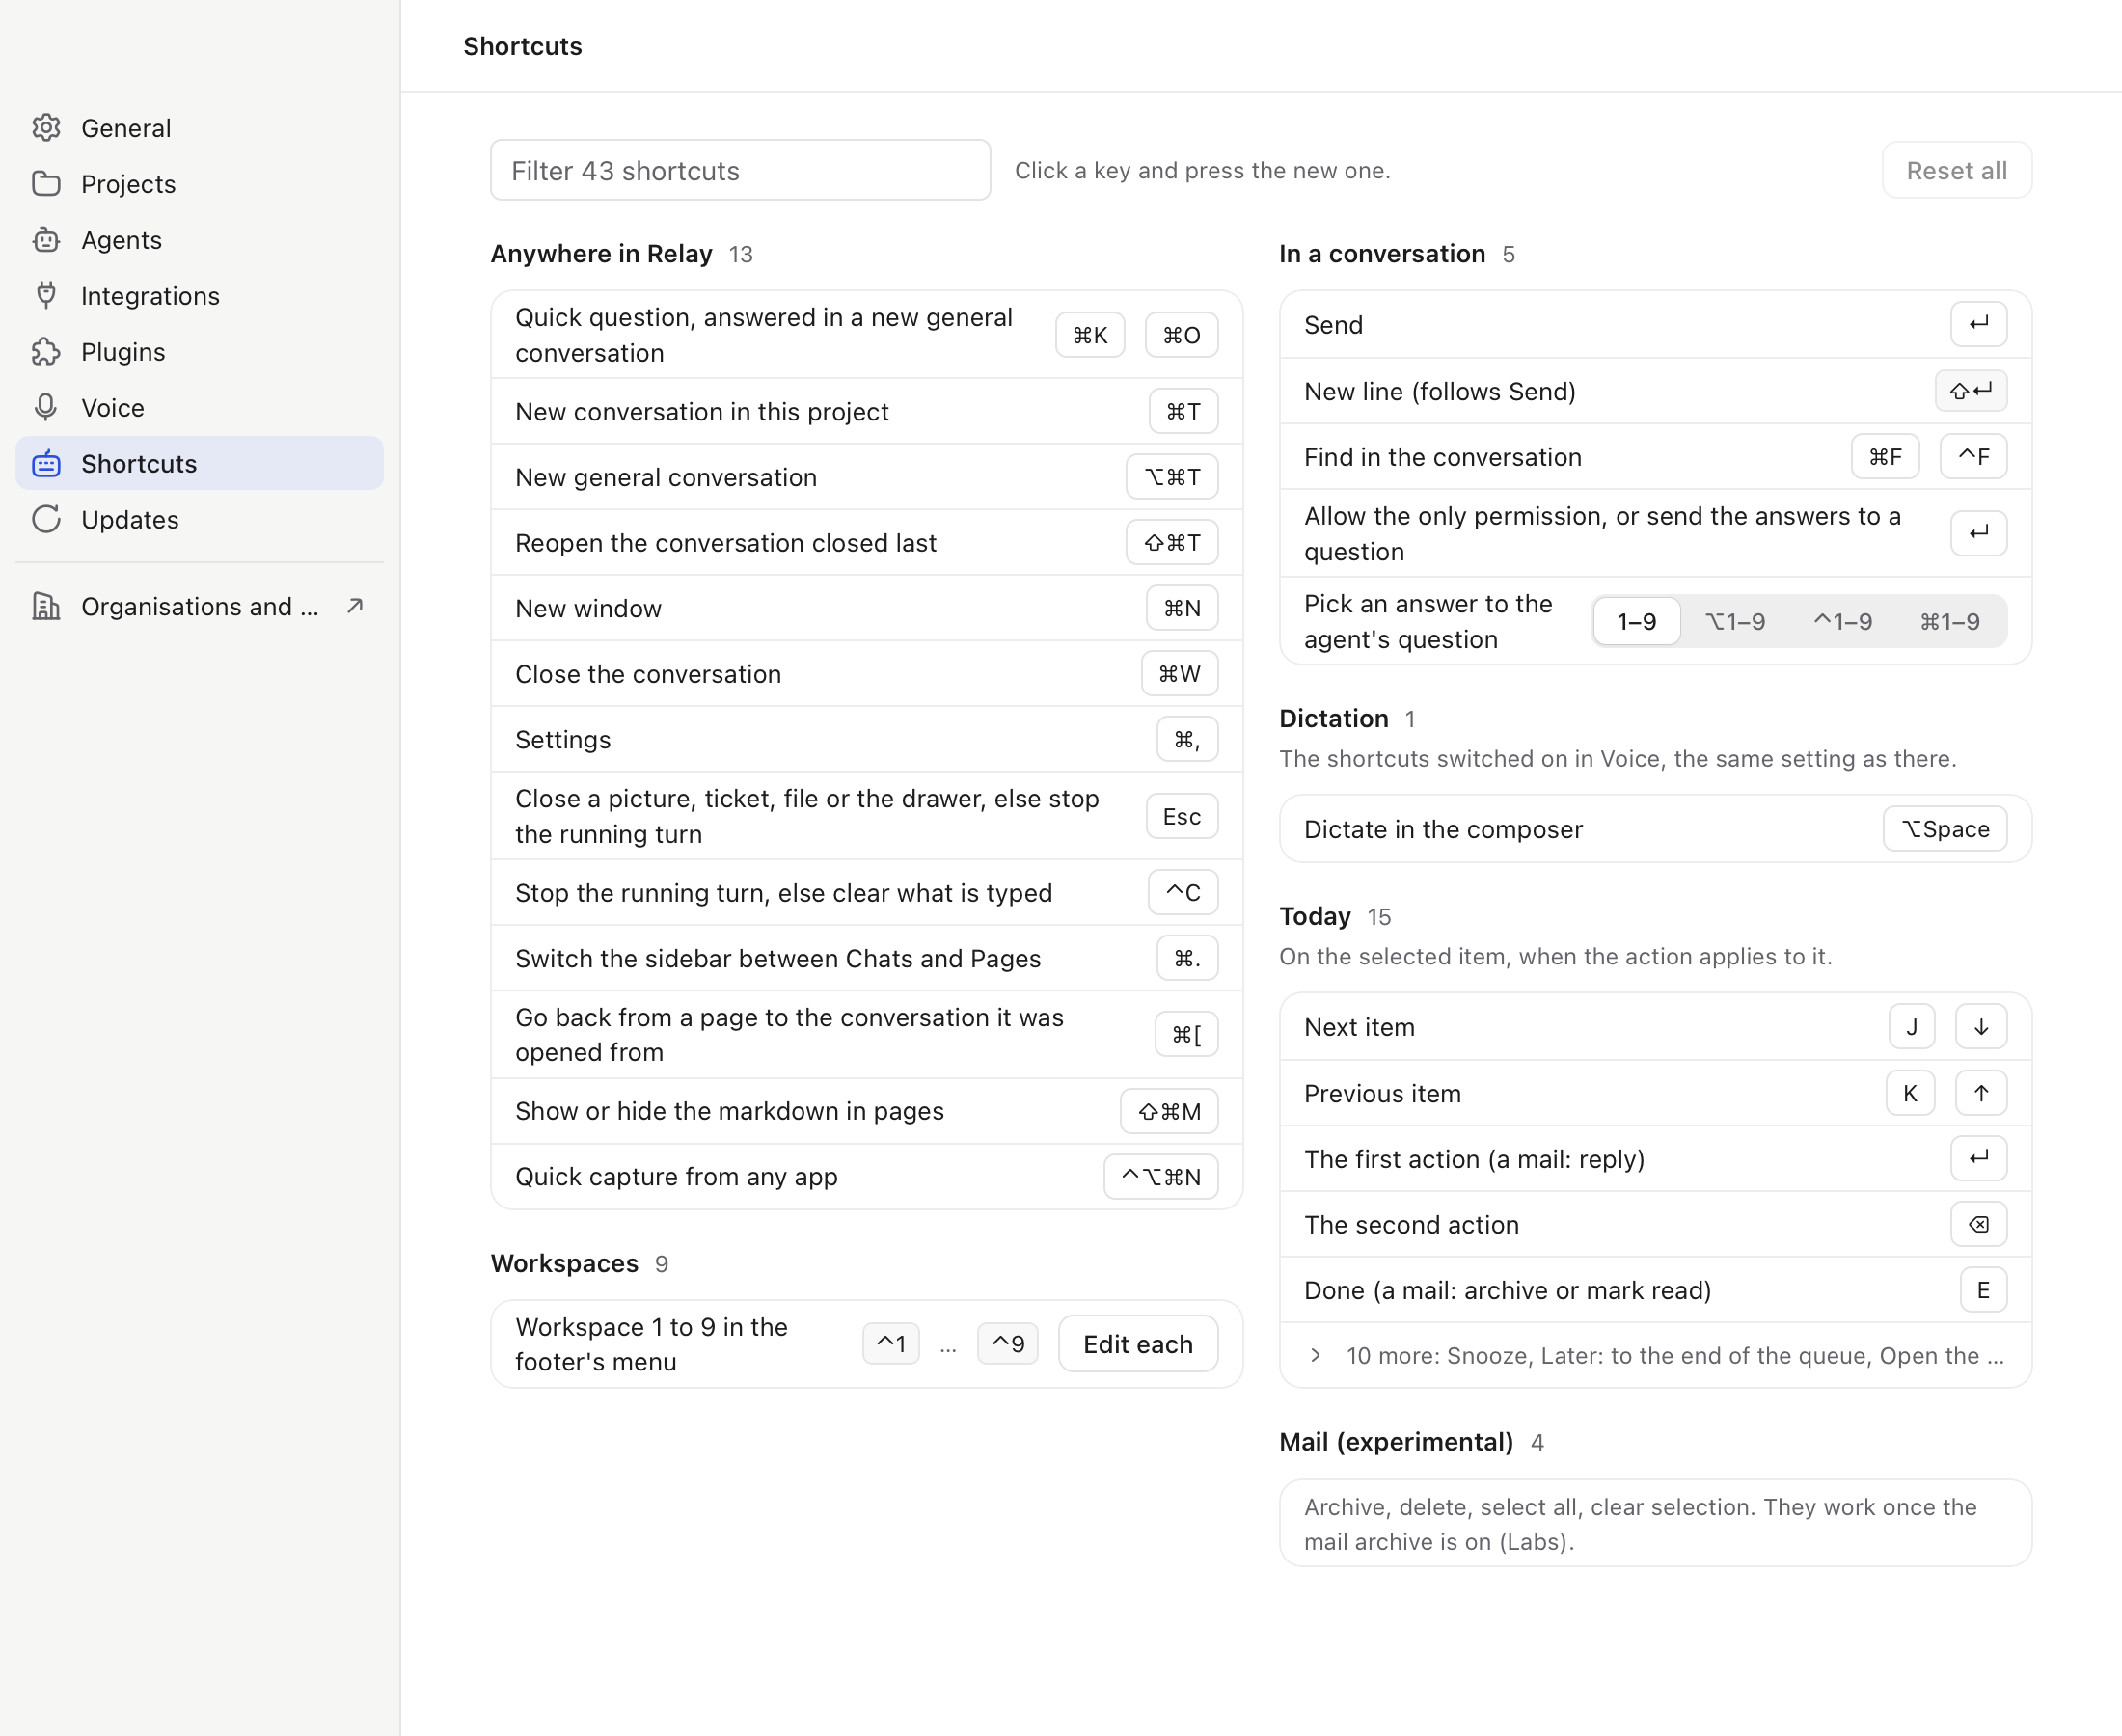 Shortcuts
General
Projects
Agents
Integrations
Plugins
Voice
Shortcuts
Updates
Organisations and ...
Filter 43 shortcuts
Click a key and press the new one.
Reset all
Anywhere in Relay 13
Quick question, answered in a new general
conversation
⌘K ⌘O
New conversation in this project ⌘T
New general conversation ⌥⌘T
Reopen the conversation closed last ⇧⌘T
New window ⌘N
Close the conversation ⌘W
Settings ⌘,
Close a picture, ticket, file or the drawer, else stop
the running turn
Esc
Stop the running turn, else clear what is typed ^C
Switch the sidebar between Chats and Pages ⌘.
Go back from a page to the conversation it was
opened from
⌘[
Show or hide the markdown in pages ⇧⌘M
Quick capture from any app ^⌥⌘N
Workspaces 9
Workspace 1 to 9 in the
footer's menu
^1 ... ^9 Edit each
In a conversation 5
Send ↵
New line (follows Send) ⇧↵
Find in the conversation ⌘F ^F
Allow the only permission, or send the answers to a
question
↵
Pick an answer to the
agent's question
1–9 ⌥1–9 ^1–9 ⌘1–9
Dictation 1
The shortcuts switched on in Voice, the same setting as there.
Dictate in the composer ⌥Space
Today 15
On the selected item, when the action applies to it.
Next item J ↓
Previous item K ↑
The first action (a mail: reply) ↵
The second action ⌫
Done (a mail: archive or mark read) E
10 more: Snooze, Later: to the end of the queue, Open the ...
Mail (experimental) 4
Archive, delete, select all, clear selection. They work once the
mail archive is on (Labs).